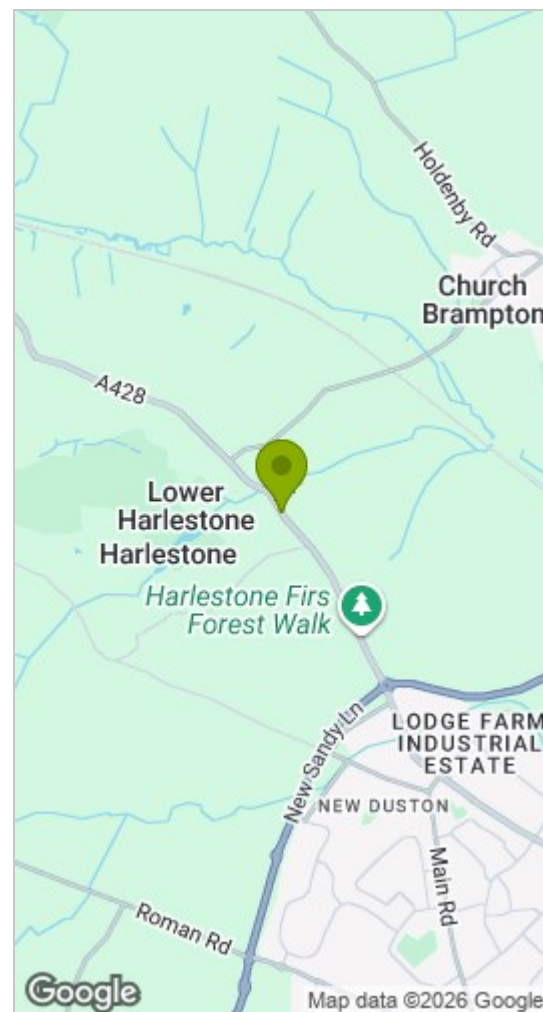 Holdenby Rd
Church
Brampton
A428
Lower
Harlestone
Harlestone
Harlestone Firs
Forest Walk
New Sandy Ln
LODGE FARM
INDUSTRIAL
ESTATE
NEW DUSTON
Main Rd
Roman Rd
Google
Map data ©2026 Google